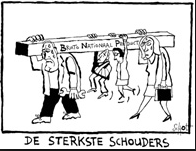 BRUTO NATIONAAL PRODUCT
DE STERKSTE SCHOUDERS